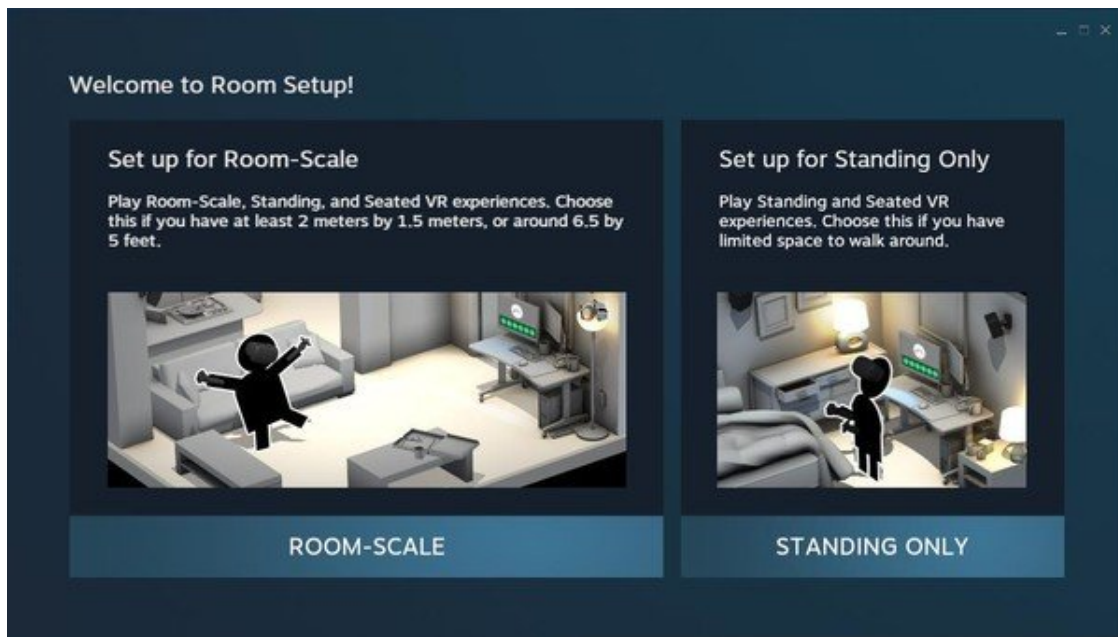 Welcome to Room Setup!
Set up for Room-Scale
Play Room-Scale, Standing, and Seated VR experiences. Choose
this if you have at least 2 meters by 1.5 meters, or around 6.5 by
5 feet.
ROOM-SCALE
Set up for Standing Only
Play Standing and Seated VR
experiences. Choose this if you have
limited space to walk around.
STANDING ONLY